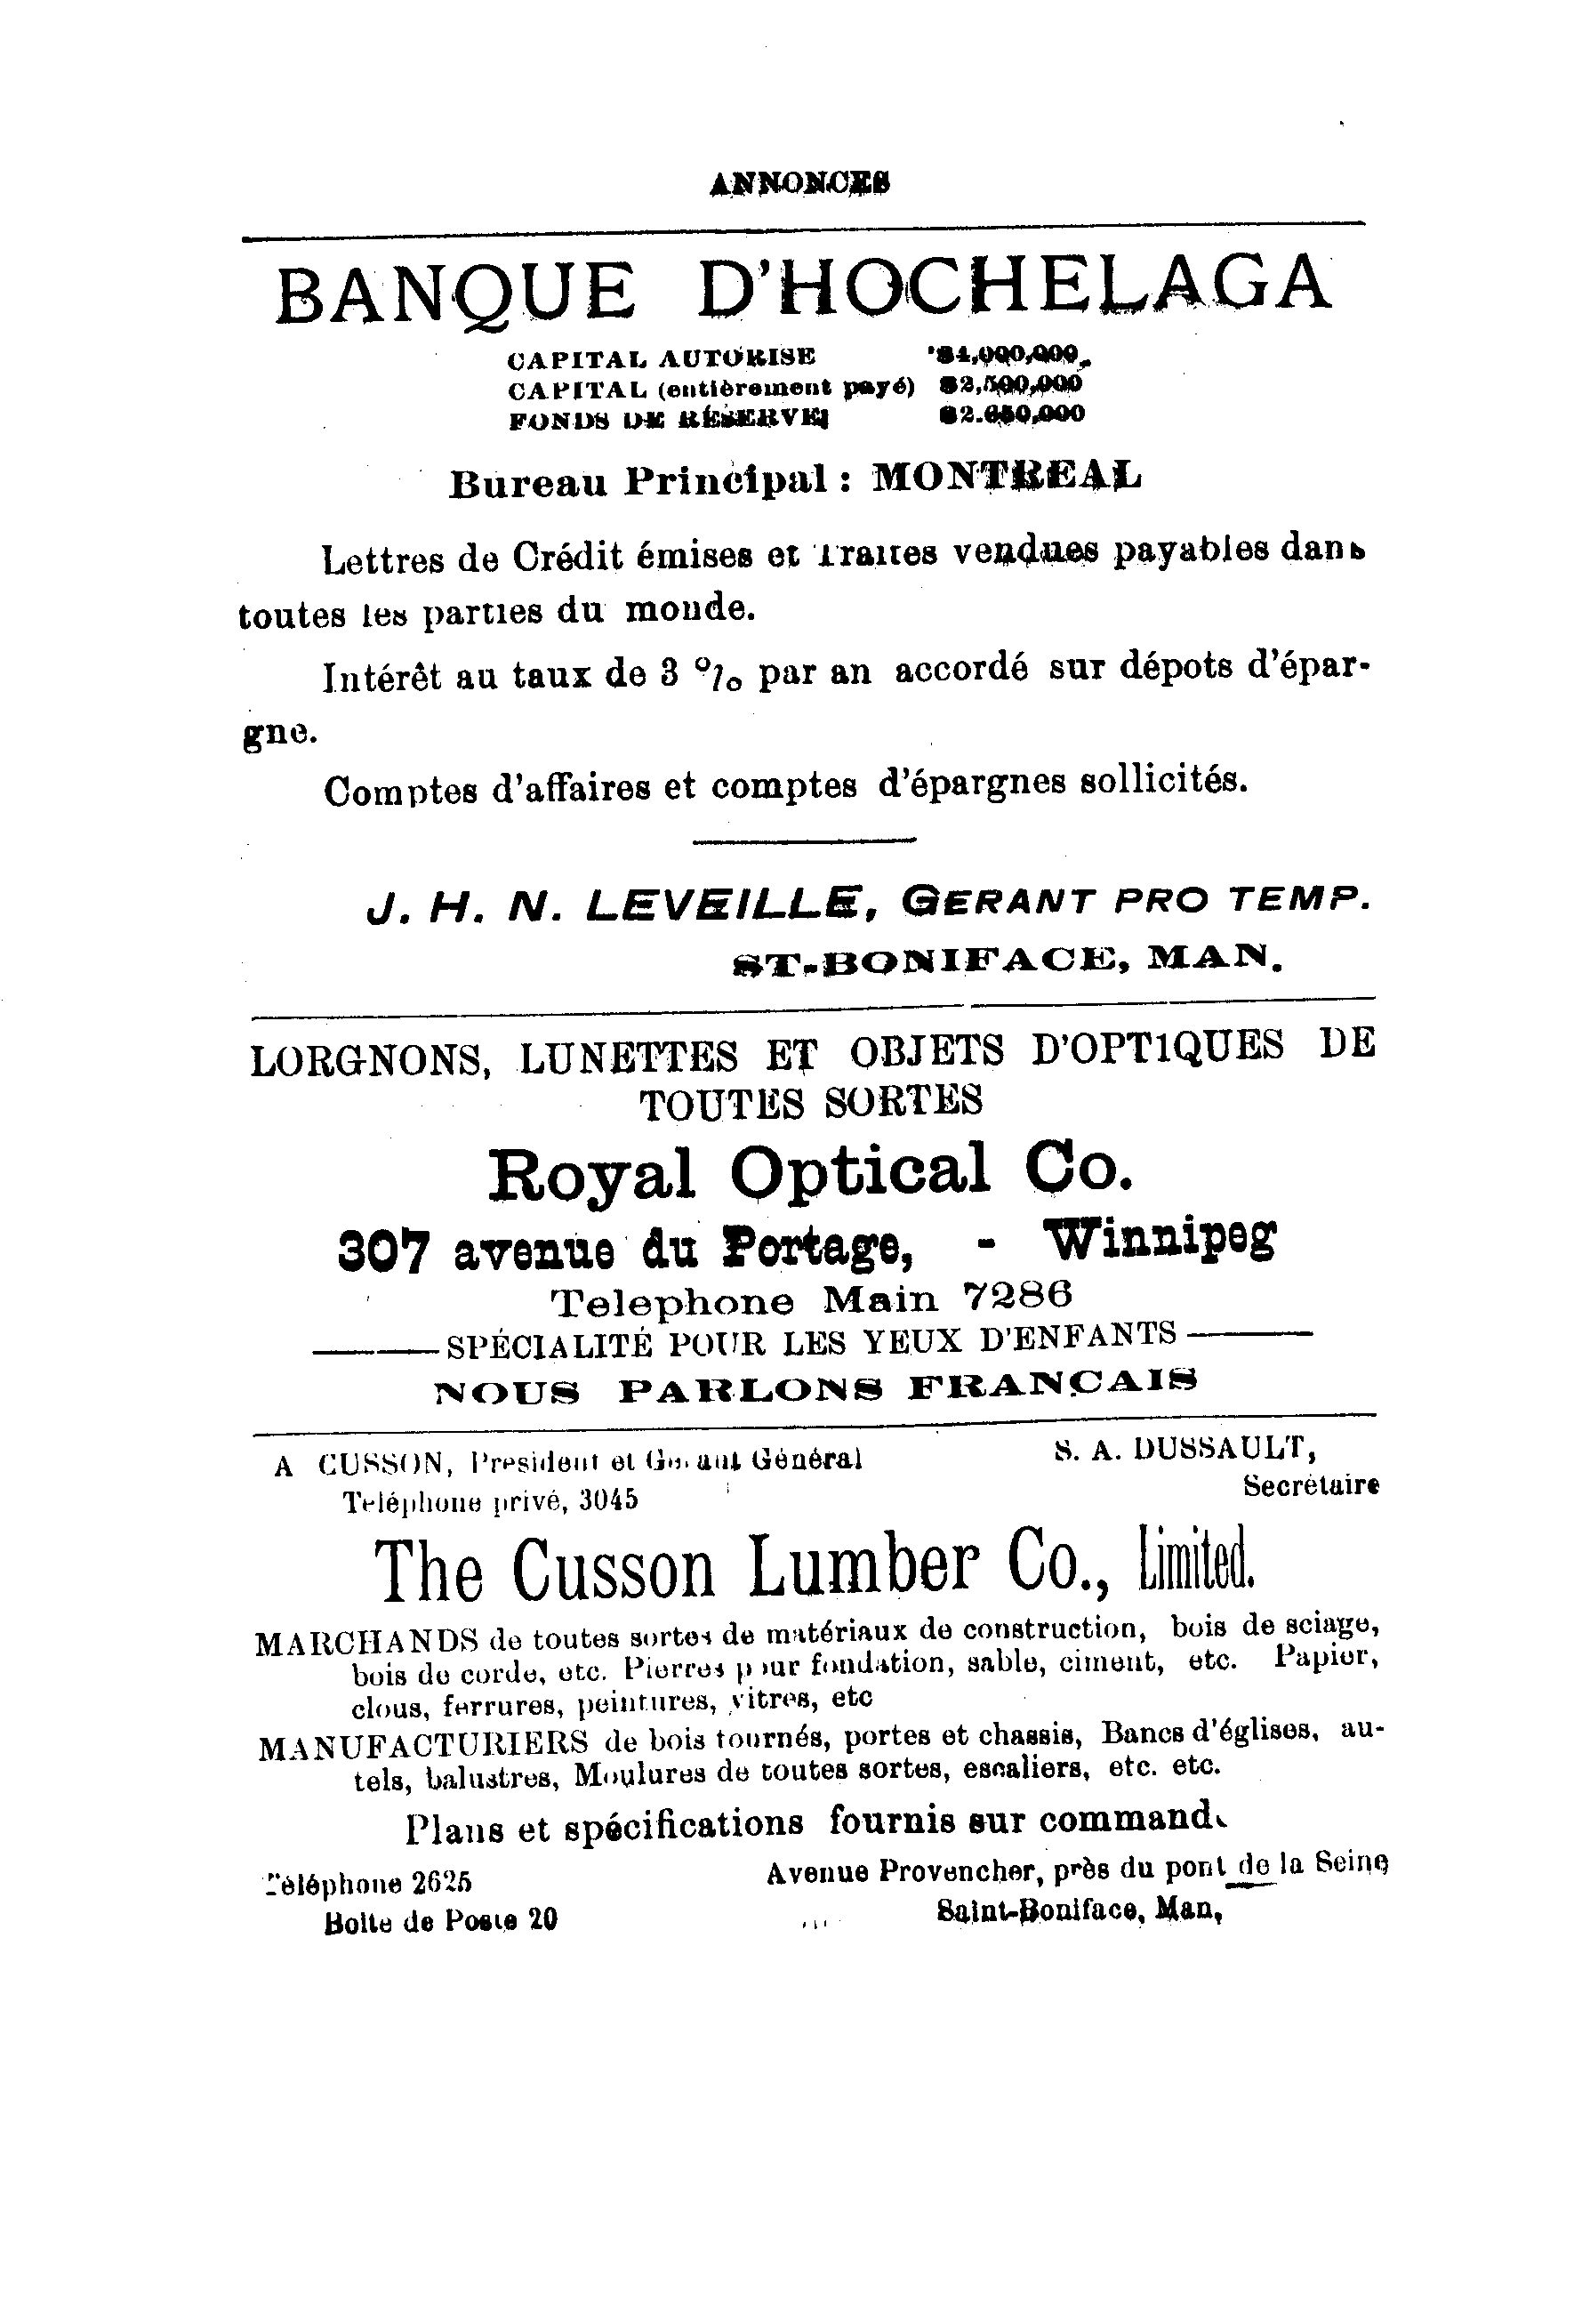 ANNONCES
BANQUE D'HOCHELAGA
CAPITAL AUTORISE $4,000,000
CAPITAL (entièrement payé) $2,500,000
FONDS DE RÉSERVE $2.650,000
Bureau Principal : MONTREAL
Lettres de Crédit émises et Traites vendues payables dans
toutes les parties du monde.
Intérêt au taux de 3 % par an accordé sur dépots d'épar-
gne.
Comptes d'affaires et comptes d'épargnes sollicités.
J. H. N. LEVEILLE, GERANT PRO TEMP.
ST-BONIFACE, MAN.
LORGNONS, LUNETTES ET OBJETS D'OPT1QUES DE
TOUTES SORTES
Royal Optical Co.
307 avenue du Portage, - Winnipeg
Telephone Main 7286
SPÉCIALITÉ POUR LES YEUX D'ENFANTS
NOUS PARLONS FRANÇAIS
A CUSSON, President et Gérant Général
Teléphone privé, 3045
S. A. DUSSAULT,
Secrétaire
The Cusson Lumber Co., Limited.
MARCHANDS de toutes sortes de matériaux de construction, bois de sciage,
bois de corde, etc. Pierres pour fondation, sable, ciment, etc. Papier,
clous, ferrures, peintures, vitres, etc
MANUFACTURIERS de bois tournés, portes et chassis, Bancs d'églises, au-
tels, balustres, Moulures de toutes sortes, escaliers, etc. etc.
Plans et spécifications fournis sur commande
Téléphone 2625
Boite de Poste 20
Avenue Provencher, près du pont de la Seine
Saint-Boniface, Man,